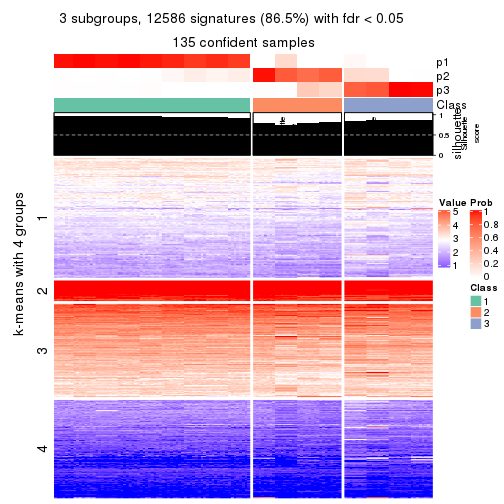 3 subgroups, 12586 signatures (86.5%) with fdr < 0.05
135 confident samples
p1
p2
p3
Class
1
0.5
0
silhouette
Silhouette
score
k-means with 4 groups
1
2
3
4
Value
5
4
3
2
1
Prob
1
0.8
0.6
0.4
0.2
0
Class
1
2
3